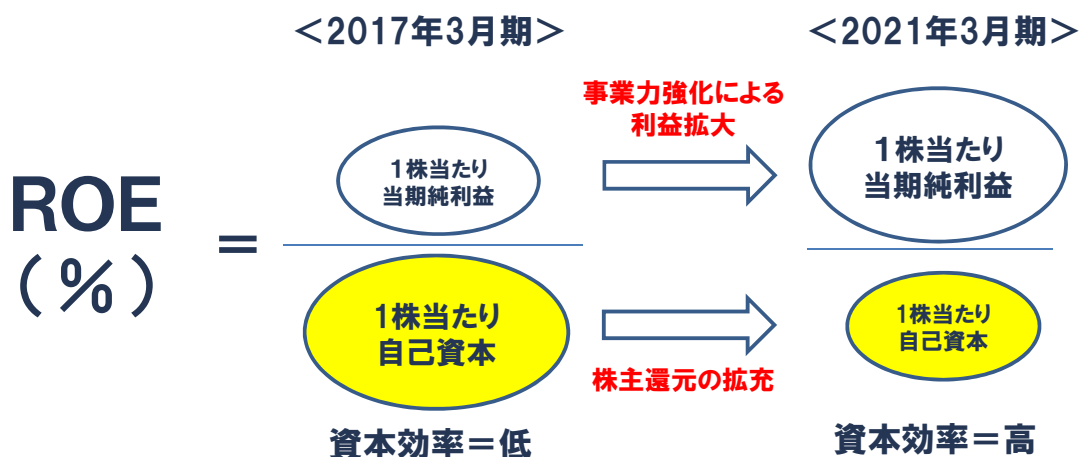 ＜2017年3月期＞
＜2021年3月期＞
事業力強化による
利益拡大
ROE
（％）
＝
1株当たり
当期純利益
1株当たり
自己資本
資本効率＝低
株主還元の拡充
1株当たり
当期純利益
1株当たり
自己資本
資本効率＝高